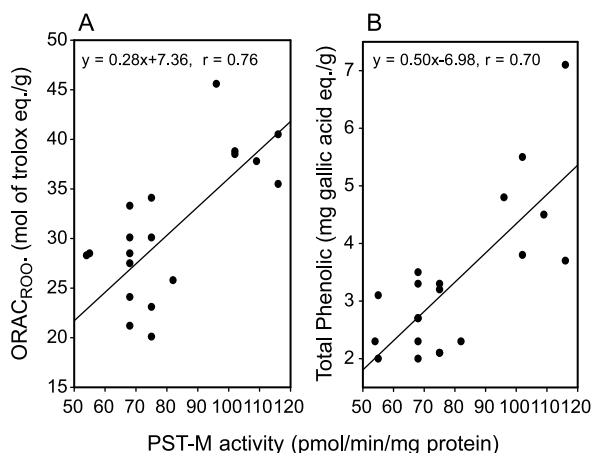 A
y = 0.28x+7.36, r = 0.76
ORAC ROO• (mol of trolox eq./g)
50
45
40
35
30
25
20
15
50 60 70 80 90 100 110 120
B
y = 0.50x-6.98, r = 0.70
Total Phenolic (mg gallic acid eq./g)
7
6
5
4
3
2
50 60 70 80 90 100 110 120
PST-M activity (pmol/min/mg protein)